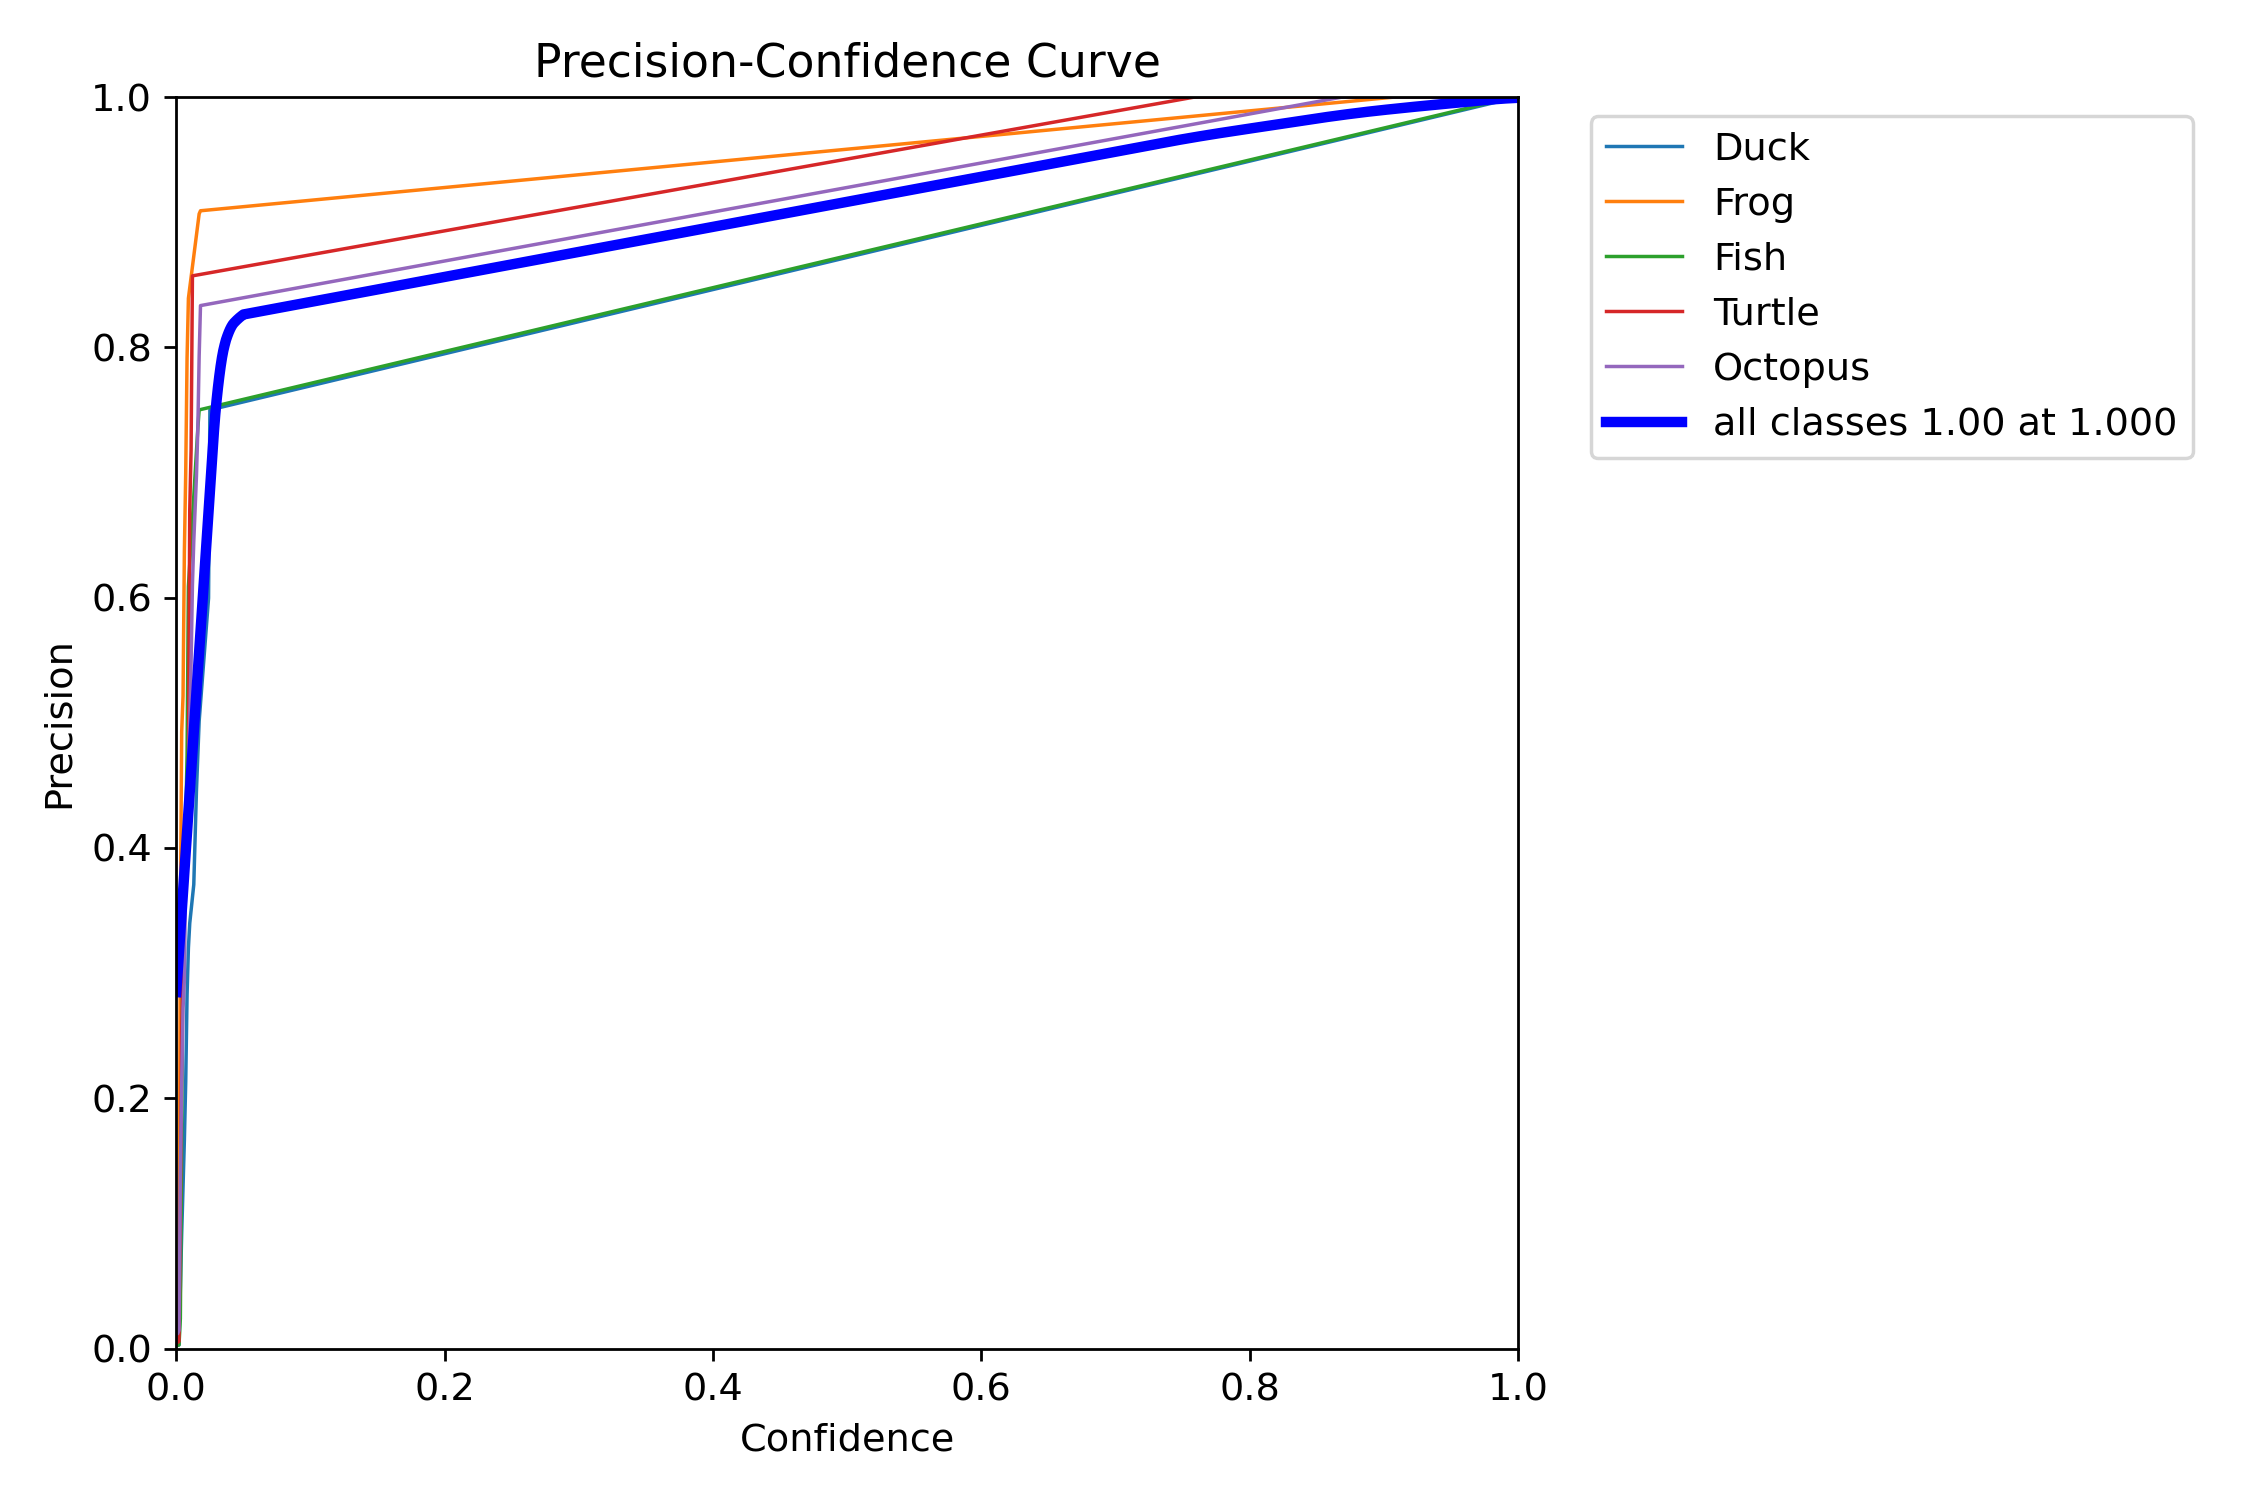 Precision-Confidence Curve
1.0
0.8
0.6
0.4
0.2
0.0
Precision
0.0 0.2 0.4 0.6 0.8 1.0
Confidence
Duck
Frog
Fish
Turtle
Octopus
all classes 1.00 at 1.000